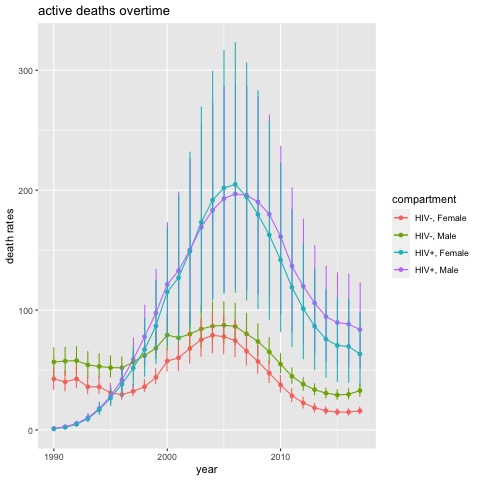 active deaths overtime
300
200
100
0
death rates
1990
2000
2010
year
compartment
HIV-, Female
HIV-, Male
HIV+, Female
HIV+, Male